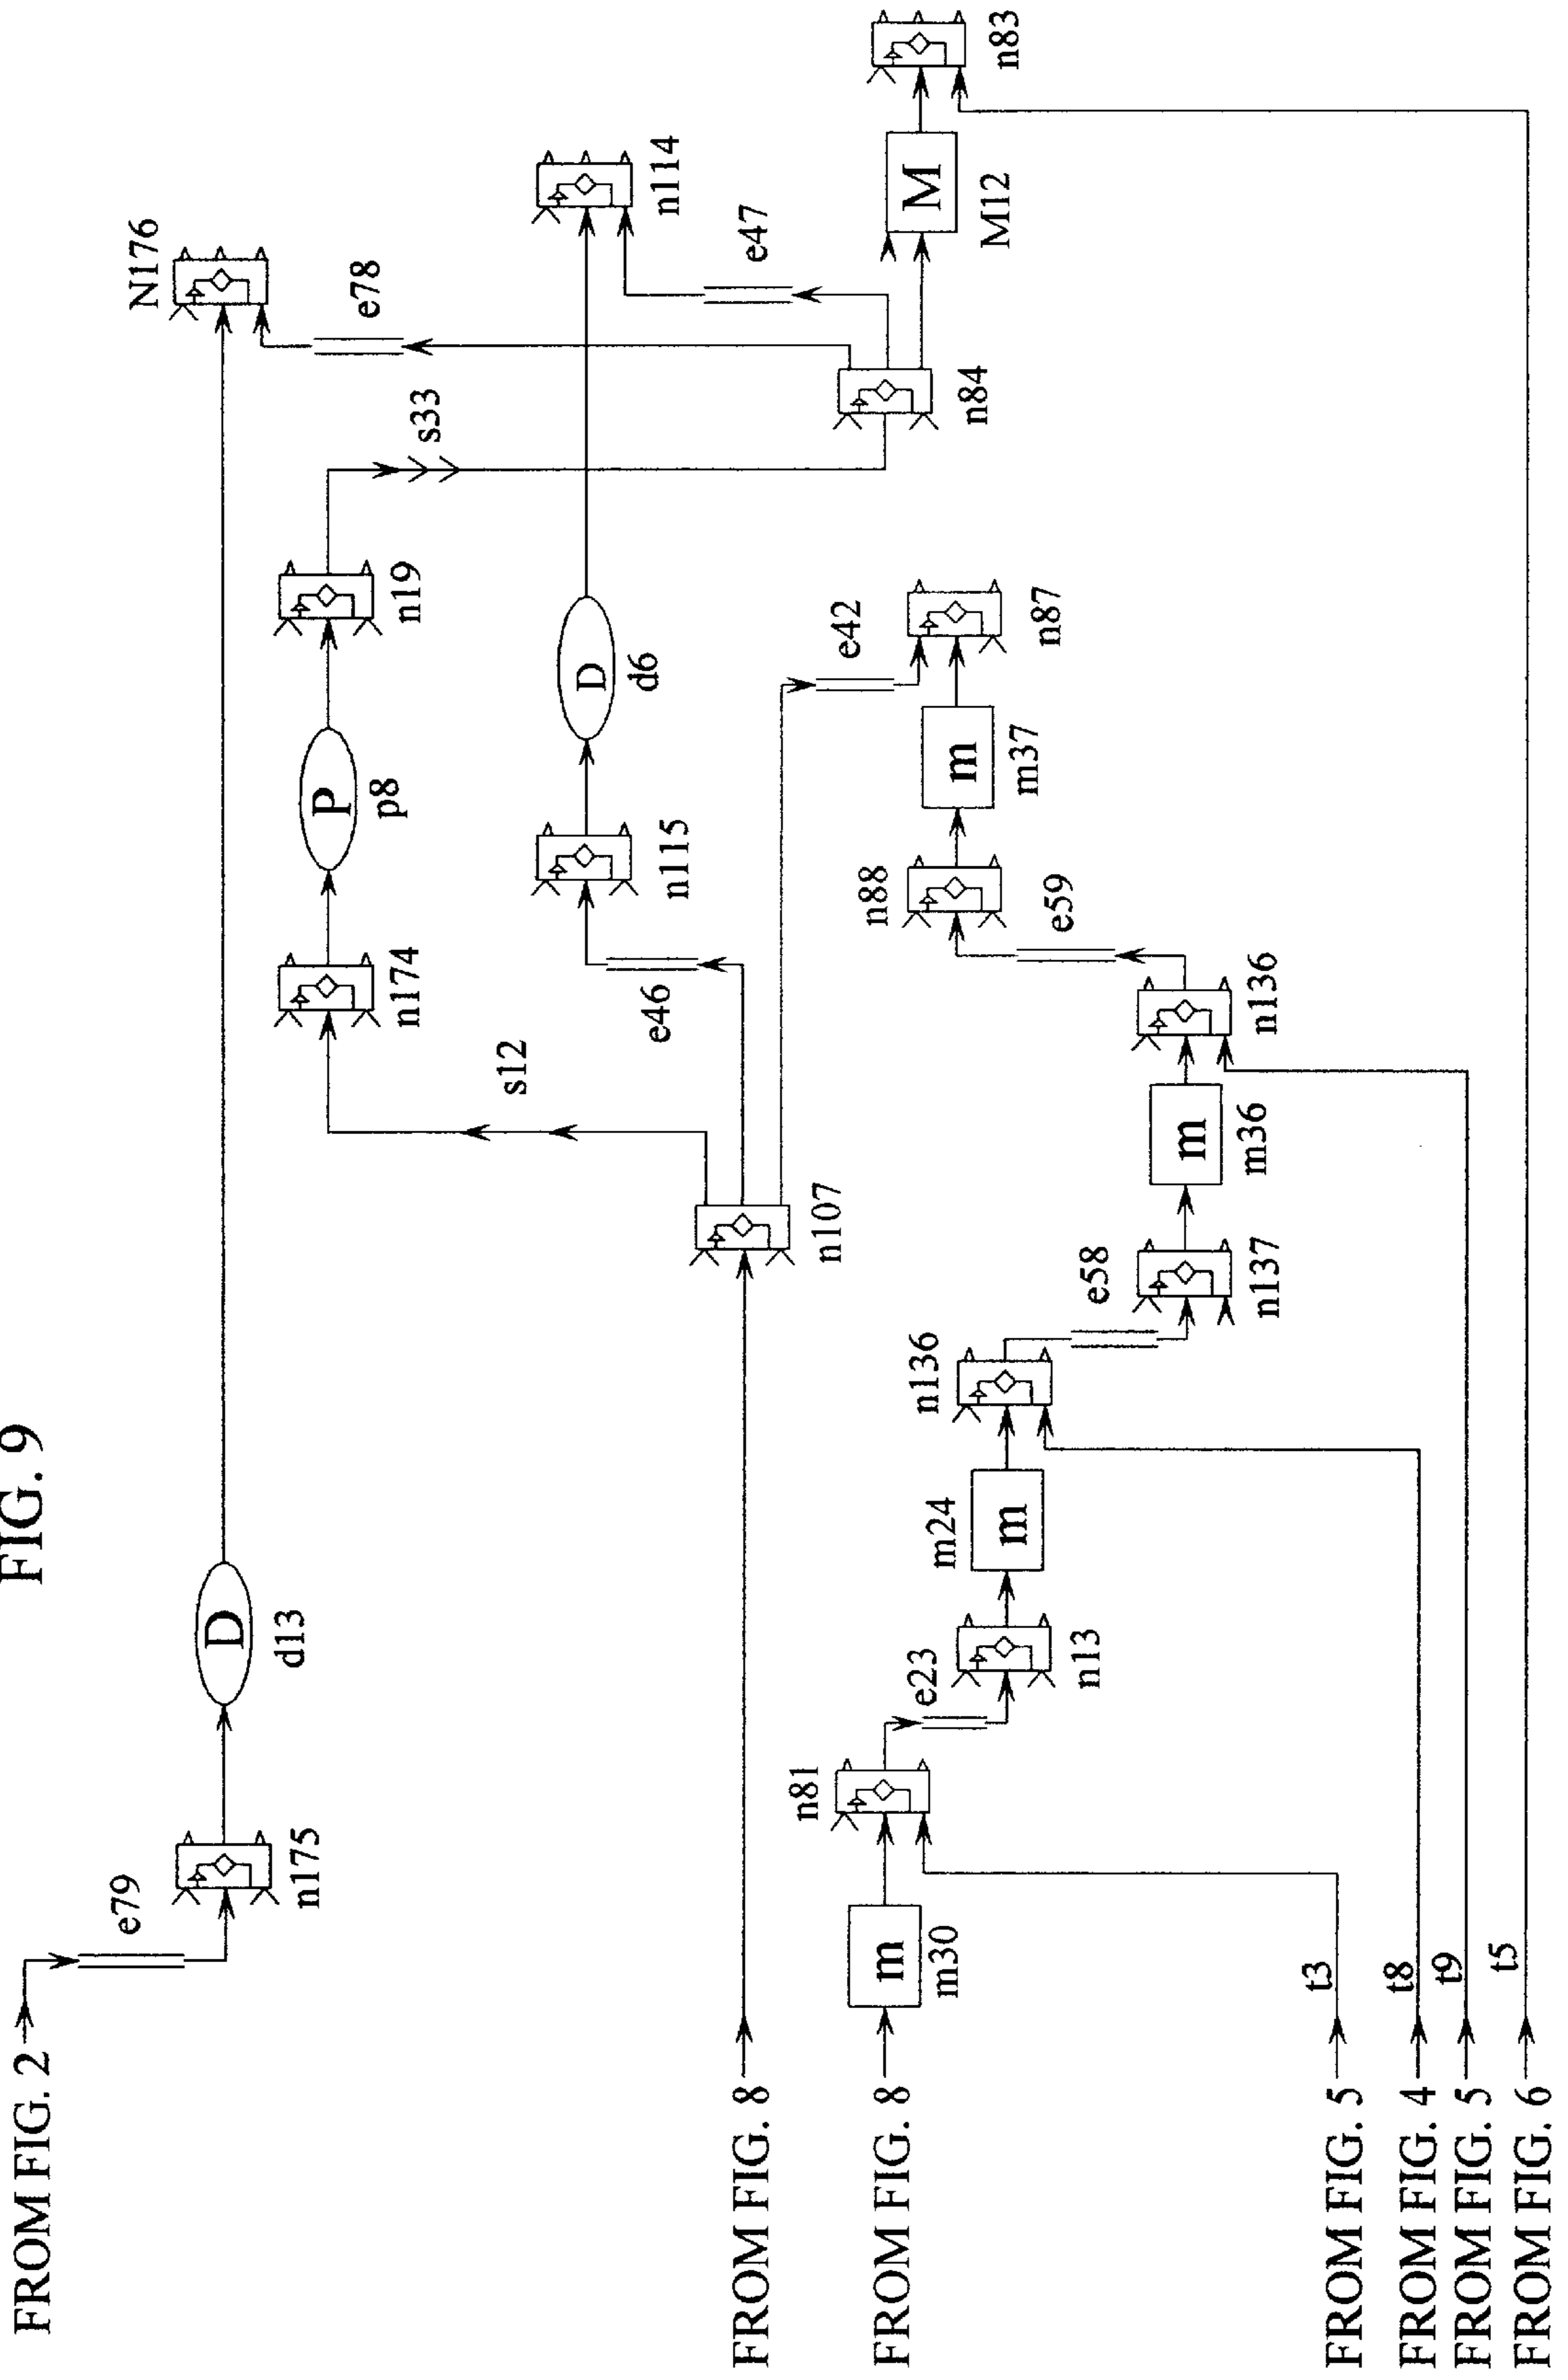 FIG. 9
FROM FIG. 2
e79
n175
D
d13
N176
e78
n174
P
p8
n19
s33
s12
e46
n115
D
d6
n114
e47
n84
M
M12
n83
FROM FIG. 8
n107
e42
n87
m
m37
n88
e59
n136
m
m36
n137
e58
n136
m24
m
n13
e23
n81
FROM FIG. 8
m
m30
FROM FIG. 5
t3
FROM FIG. 4
t8
FROM FIG. 5
t9
FROM FIG. 6
t5